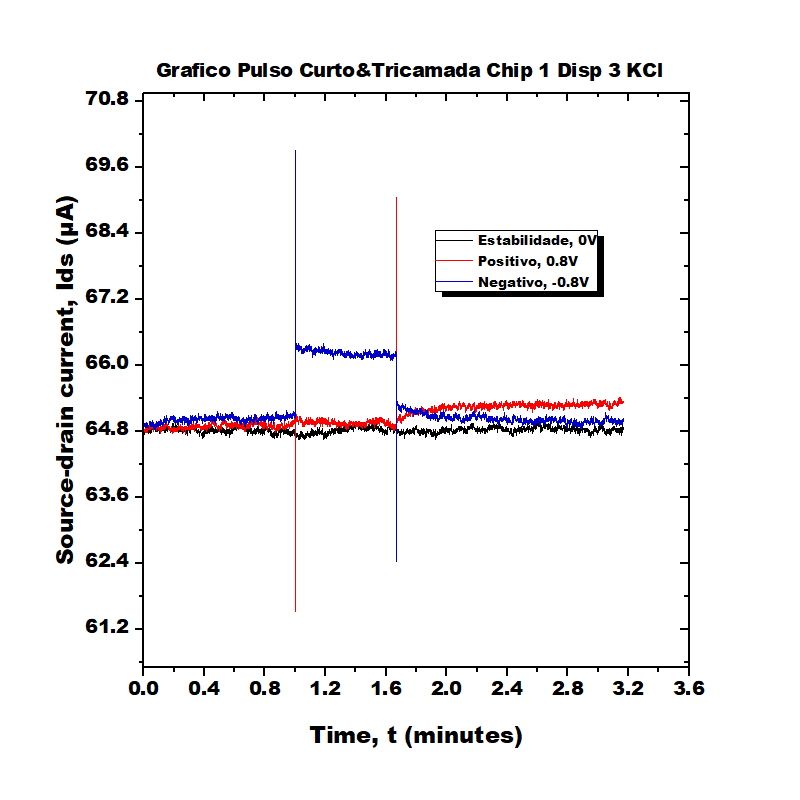 Grafico Pulso Curto&Tricamada Chip 1 Disp 3 KCl
70.8
69.6
68.4
67.2
66.0
64.8
63.6
62.4
61.2
Source-drain current, Ids (µA)
Estabilidade, 0V
Positivo, 0.8V
Negativo, -0.8V
0.0 0.4 0.8 1.2 1.6 2.0 2.4 2.8 3.2 3.6
Time, t (minutes)